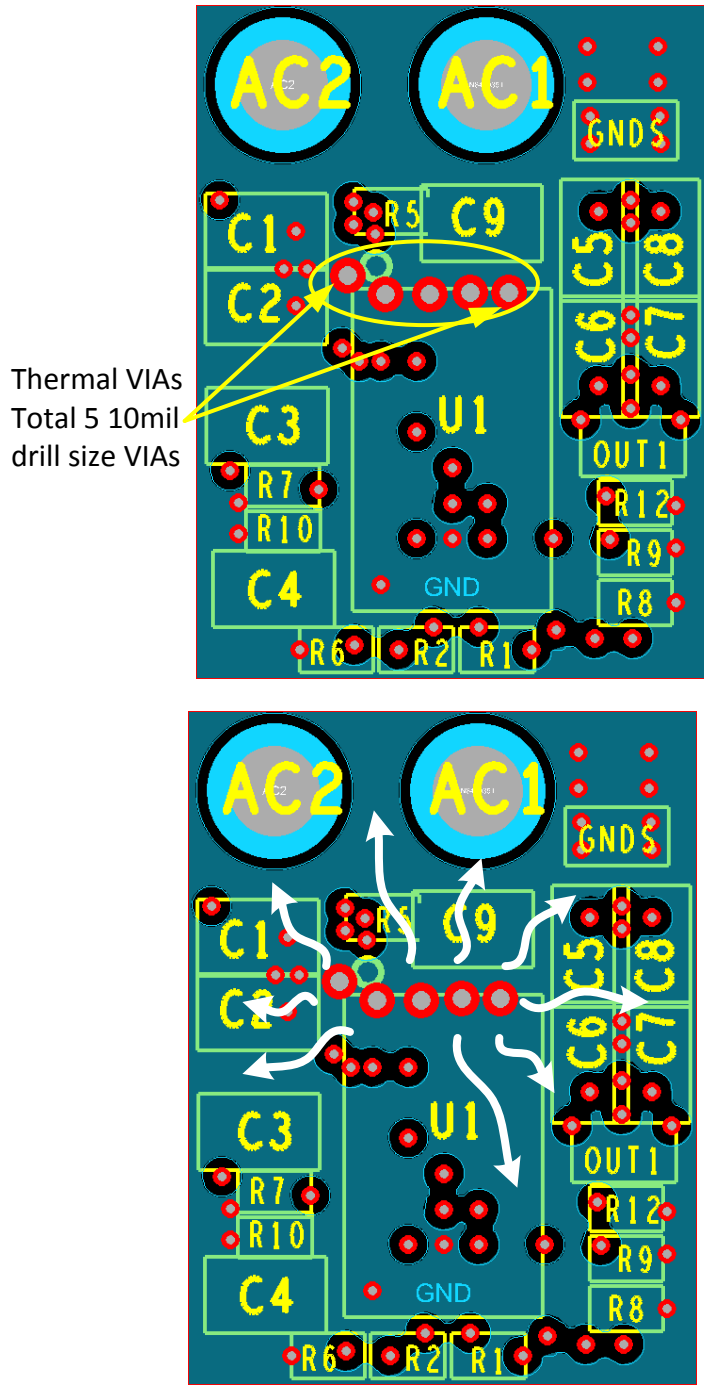 AC2 AC1
AC2
GNDS
R5 C9
C1
C5 C8
C2
C6 C7
Thermal VIAs
Total 5 10mil
drill size VIAs
C3 U1
OUT1
R7
R12
R10
R9
C4 GND
R8
R6 R2 R1
AC2 AC1
AC2
GNDS
R5 C9
C1
C5 C8
C2
C6 C7
C3 U1
OUT1
R7
R12
R10
R9
C4 GND
R8
R6 R2 R1